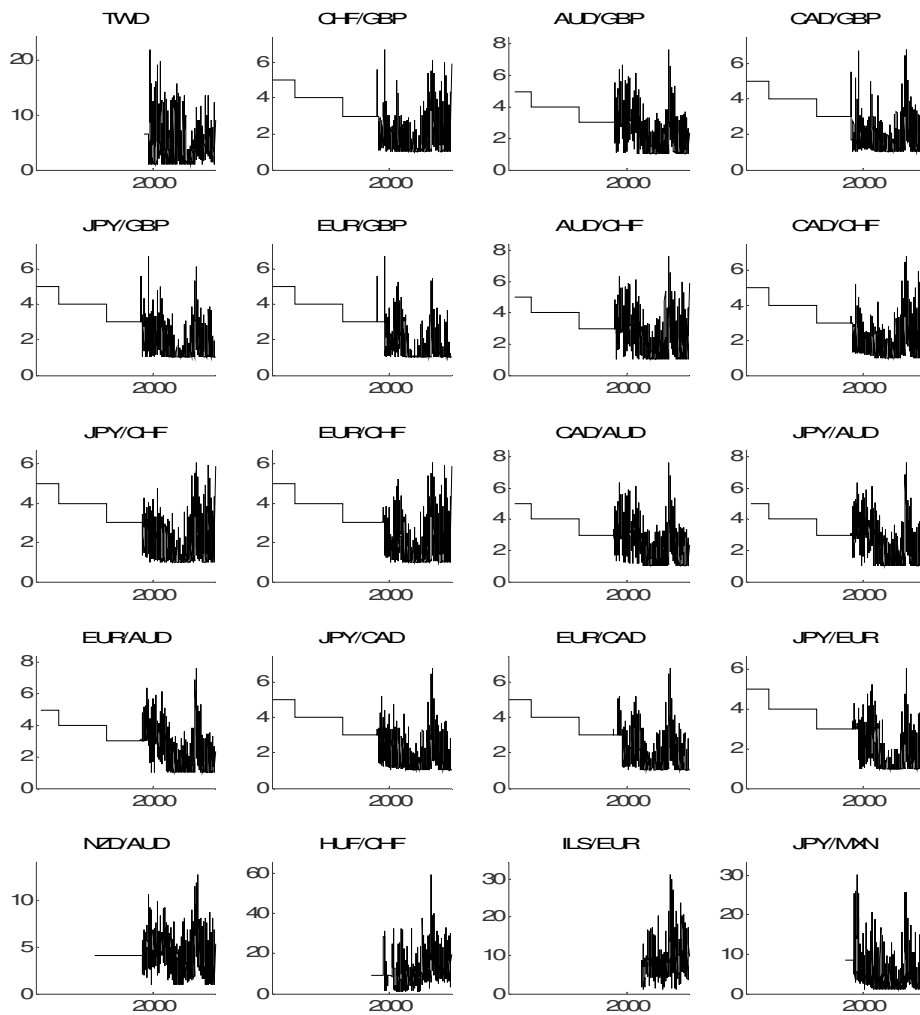 TWD CHF/GBP AUD/GBP CAD/GBP
20 10 0 2000
6 4 2 0 2000
8 6 4 2 0 2000
6 4 2 0 2000
JPY/GBP EUR/GBP AUD/CHF CAD/CHF
6 4 2 0 2000
6 4 2 0 2000
8 6 4 2 0 2000
6 4 2 0 2000
JPY/CHF EUR/CHF CAD/AUD JPY/AUD
6 4 2 0 2000
6 4 2 0 2000
8 6 4 2 0 2000
8 6 4 2 0 2000
EUR/AUD JPY/CAD EUR/CAD JPY/EUR
8 6 4 2 0 2000
6 4 2 0 2000
6 4 2 0 2000
6 4 2 0 2000
NZD/AUD HUF/CHF ILS/EUR JPY/MXN
10 5 0 2000
60 40 20 0 2000
30 20 10 0 2000
30 20 10 0 2000